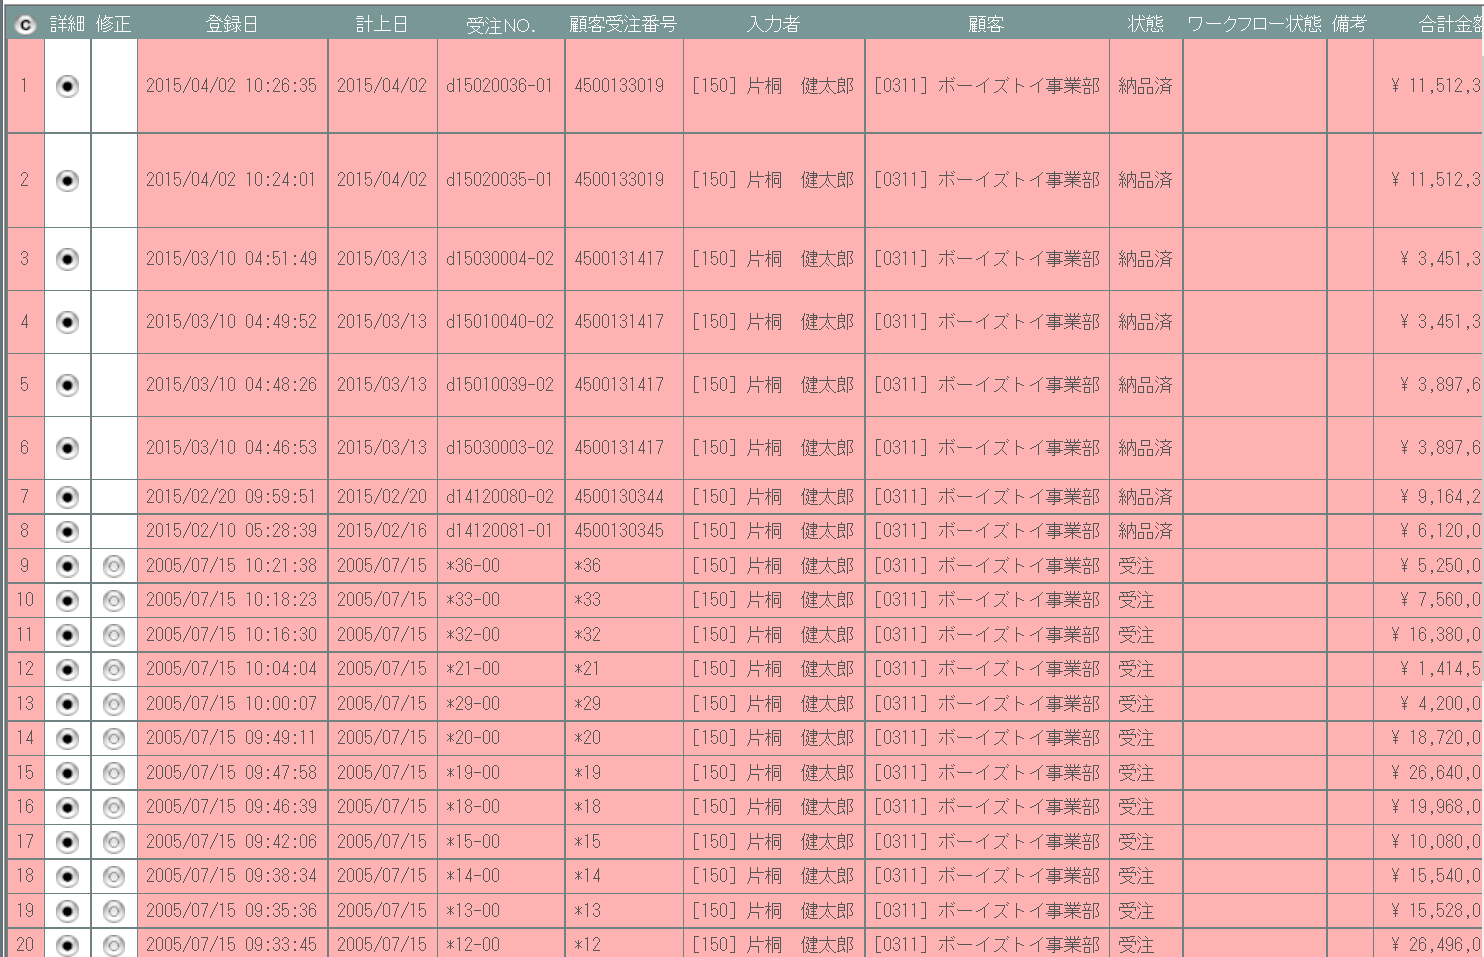 C 詳細 修正 登録日 計上日 受注NO. 顧客受注番号 入力者 顧客 状態 ワークフロー状態 備考 合計金額
1 2015/04/02 10:26:35 2015/04/02 d15020036-01 4500133019 [150] 片桐　健太郎 [0311] ボーイズトイ事業部 納品済 ¥ 11,512,3
2 2015/04/02 10:24:01 2015/04/02 d15020035-01 4500133019 [150] 片桐　健太郎 [0311] ボーイズトイ事業部 納品済 ¥ 11,512,3
3 2015/03/10 04:51:49 2015/03/13 d15030004-02 4500131417 [150] 片桐　健太郎 [0311] ボーイズトイ事業部 納品済 ¥ 3,451,3
4 2015/03/10 04:49:52 2015/03/13 d15010040-02 4500131417 [150] 片桐　健太郎 [0311] ボーイズトイ事業部 納品済 ¥ 3,451,3
5 2015/03/10 04:48:26 2015/03/13 d15010039-02 4500131417 [150] 片桐　健太郎 [0311] ボーイズトイ事業部 納品済 ¥ 3,897,6
6 2015/03/10 04:46:53 2015/03/13 d15030003-02 4500131417 [150] 片桐　健太郎 [0311] ボーイズトイ事業部 納品済 ¥ 3,897,6
7 2015/02/20 09:59:51 2015/02/20 d14120080-02 4500130344 [150] 片桐　健太郎 [0311] ボーイズトイ事業部 納品済 ¥ 9,164,2
8 2015/02/10 05:28:39 2015/02/16 d14120081-01 4500130345 [150] 片桐　健太郎 [0311] ボーイズトイ事業部 納品済 ¥ 6,120,0
9 2005/07/15 10:21:38 2005/07/15 *36-00 *36 [150] 片桐　健太郎 [0311] ボーイズトイ事業部 受注 ¥ 5,250,0
10 2005/07/15 10:18:23 2005/07/15 *33-00 *33 [150] 片桐　健太郎 [0311] ボーイズトイ事業部 受注 ¥ 7,560,0
11 2005/07/15 10:16:30 2005/07/15 *32-00 *32 [150] 片桐　健太郎 [0311] ボーイズトイ事業部 受注 ¥ 16,380,0
12 2005/07/15 10:04:04 2005/07/15 *21-00 *21 [150] 片桐　健太郎 [0311] ボーイズトイ事業部 受注 ¥ 1,414,5
13 2005/07/15 10:00:07 2005/07/15 *29-00 *29 [150] 片桐　健太郎 [0311] ボーイズトイ事業部 受注 ¥ 4,200,0
14 2005/07/15 09:49:11 2005/07/15 *20-00 *20 [150] 片桐　健太郎 [0311] ボーイズトイ事業部 受注 ¥ 18,720,0
15 2005/07/15 09:47:58 2005/07/15 *19-00 *19 [150] 片桐　健太郎 [0311] ボーイズトイ事業部 受注 ¥ 26,640,0
16 2005/07/15 09:46:39 2005/07/15 *18-00 *18 [150] 片桐　健太郎 [0311] ボーイズトイ事業部 受注 ¥ 19,968,0
17 2005/07/15 09:42:06 2005/07/15 *15-00 *15 [150] 片桐　健太郎 [0311] ボーイズトイ事業部 受注 ¥ 10,080,0
18 2005/07/15 09:38:34 2005/07/15 *14-00 *14 [150] 片桐　健太郎 [0311] ボーイズトイ事業部 受注 ¥ 15,540,0
19 2005/07/15 09:35:36 2005/07/15 *13-00 *13 [150] 片桐　健太郎 [0311] ボーイズトイ事業部 受注 ¥ 15,528,0
20 2005/07/15 09:33:45 2005/07/15 *12-00 *12 [150] 片桐　健太郎 [0311] ボーイズトイ事業部 受注 ¥ 26,496,0